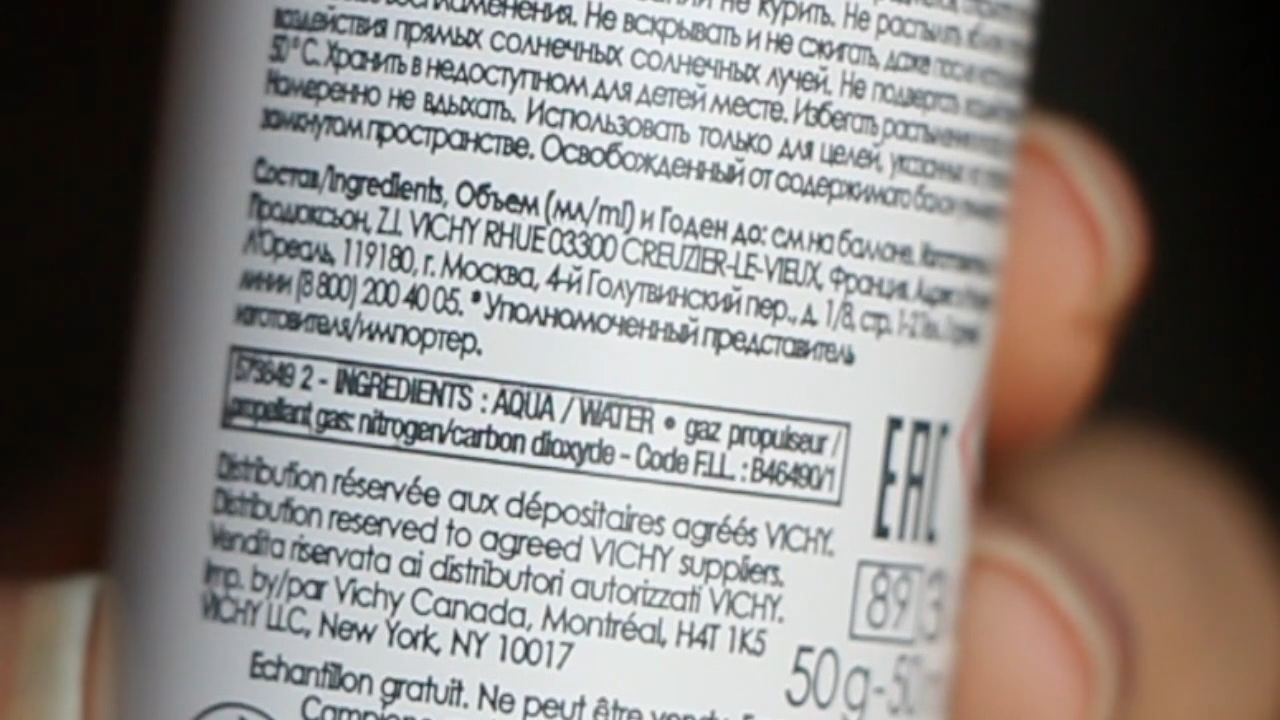 не курить. Не
воспламенения. Не вскрывать и не сжигать, даже после
воздействия прямых солнечных солнечных лучей. Не подвергать
50°C. Хранить в недоступном для детей месте. Избегать
Намеренно не вдыхать. Использовать только для целей,
замкнутом пространстве. Освобожденный от содержимого баллон
Состав/Ingredients, Объем (мл/ml) и Годен до: см. на баллоне.
Продюксьон, Z.I. VICHY RHUE 03300 CREUZIER-LE-VIEUX, Франция.
Л'Ореаль, 119180, г. Москва, 4-й Голутвинский пер., д. 1/8, стр. 1-2
линии (8 800) 200 40 05. *Уполномоченный представитель
изготовителя/импортер.
573649 2 - INGREDIENTS : AQUA / WATER • gaz propulseur /
propellant gas: nitrogen/carbon dioxyde - Code F.I.L. : B46490/1
EAC
Distribution réservée aux dépositaires agréés VICHY.
Distribution reserved to agreed VICHY suppliers.
Vendita riservata ai distributori autorizzati VICHY.
Imp. by/par Vichy Canada, Montréal, H4T 1K5
VICHY LLC, New York, NY 10017
89 3
50 g - 50
Echantillon gratuit. Ne peut être